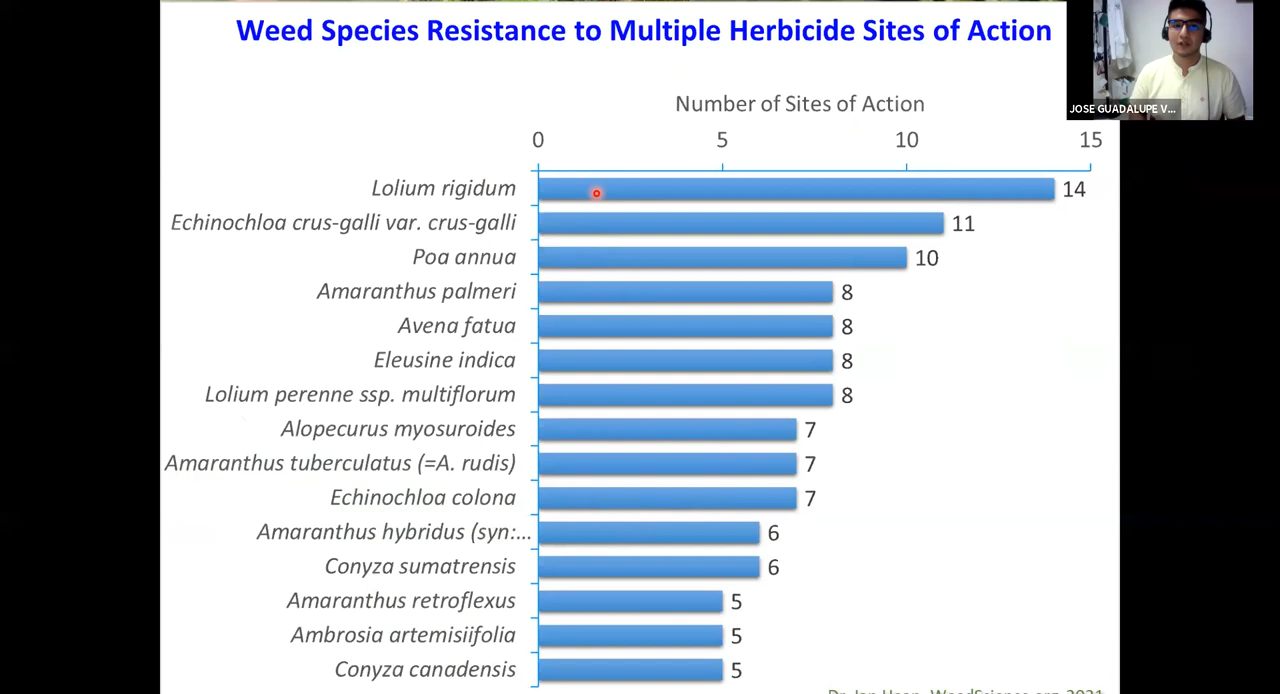 Weed Species Resistance to Multiple Herbicide Sites of Action
JOSE GUADALUPE V...
Number of Sites of Action
0 5 10 15
Lolium rigidum 14
Echinochloa crus-galli var. crus-galli 11
Poa annua 10
Amaranthus palmeri 8
Avena fatua 8
Eleusine indica 8
Lolium perenne ssp. multiflorum 8
Alopecurus myosuroides 7
Amaranthus tuberculatus (=A. rudis) 7
Echinochloa colona 7
Amaranthus hybridus (syn:... 6
Conyza sumatrensis 6
Amaranthus retroflexus 5
Ambrosia artemisiifolia 5
Conyza canadensis 5